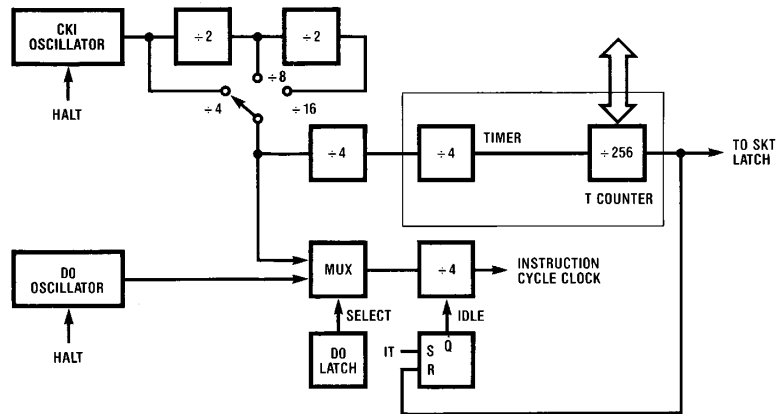 CKI
OSCILLATOR
÷2
÷2
÷8
÷4
÷16
HALT
÷4
÷4
TIMER
÷256
TO SKT
LATCH
T COUNTER
DO
OSCILLATOR
MUX
÷4
INSTRUCTION
CYCLE CLOCK
SELECT
IDLE
HALT
DO
LATCH
IT
S
Q
R